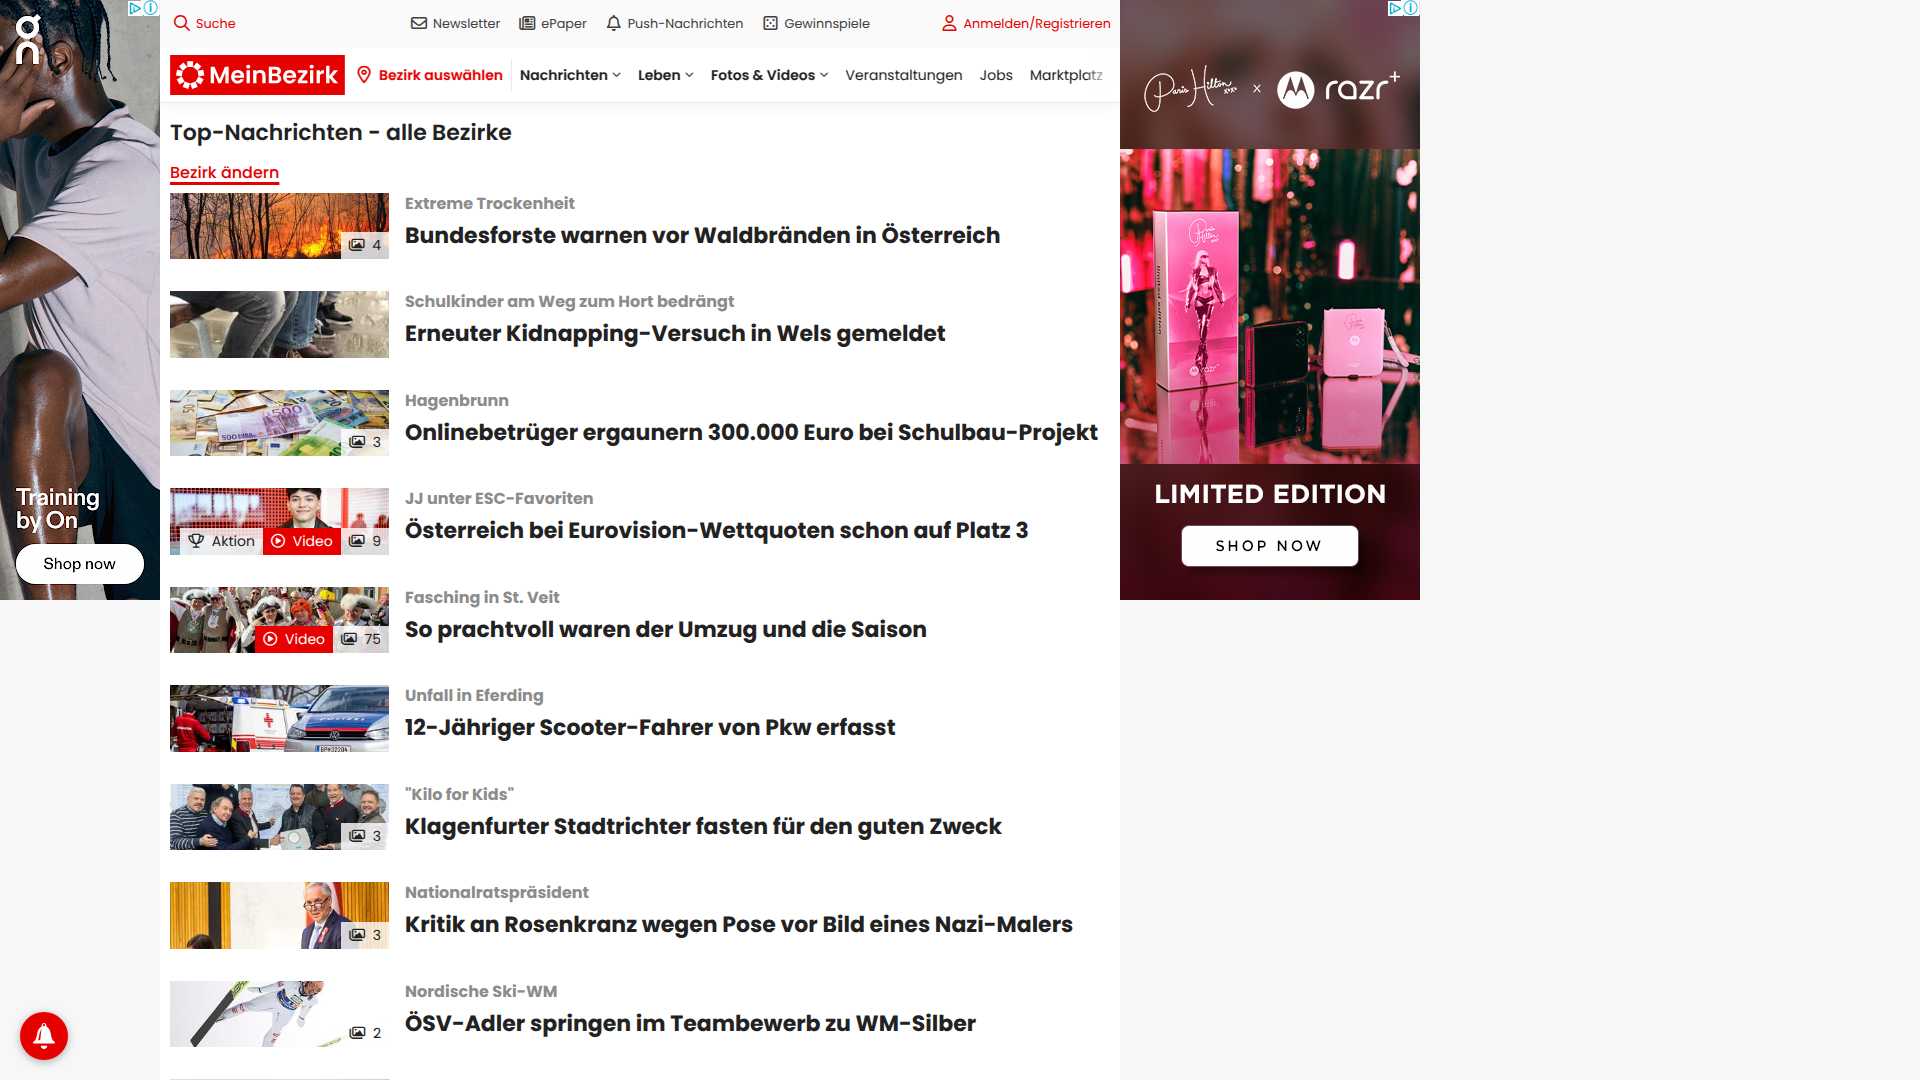 Suche
Newsletter
ePaper
Push-Nachrichten
Gewinnspiele
Anmelden/Registrieren
MeinBezirk
Bezirk auswählen
Nachrichten
Leben
Fotos & Videos
Veranstaltungen
Jobs
Marktplatz
Top-Nachrichten - alle Bezirke
Bezirk ändern
4
Extreme Trockenheit
Bundesforste warnen vor Waldbränden in Österreich
Schulkinder am Weg zum Hort bedrängt
Erneuter Kidnapping-Versuch in Wels gemeldet
3
Hagenbrunn
Onlinebetrüger ergaunern 300.000 Euro bei Schulbau-Projekt
Aktion
Video
9
JJ unter ESC-Favoriten
Österreich bei Eurovision-Wettquoten schon auf Platz 3
Video
75
Fasching in St. Veit
So prachtvoll waren der Umzug und die Saison
Unfall in Eferding
12-Jähriger Scooter-Fahrer von Pkw erfasst
3
"Kilo for Kids"
Klagenfurter Stadtrichter fasten für den guten Zweck
3
Nationalratspräsident
Kritik an Rosenkranz wegen Pose vor Bild eines Nazi-Malers
2
Nordische Ski-WM
ÖSV-Adler springen im Teambewerb zu WM-Silber
Training
by On
Shop now
Paris Hilton
x
razr+
LIMITED EDITION
SHOP NOW